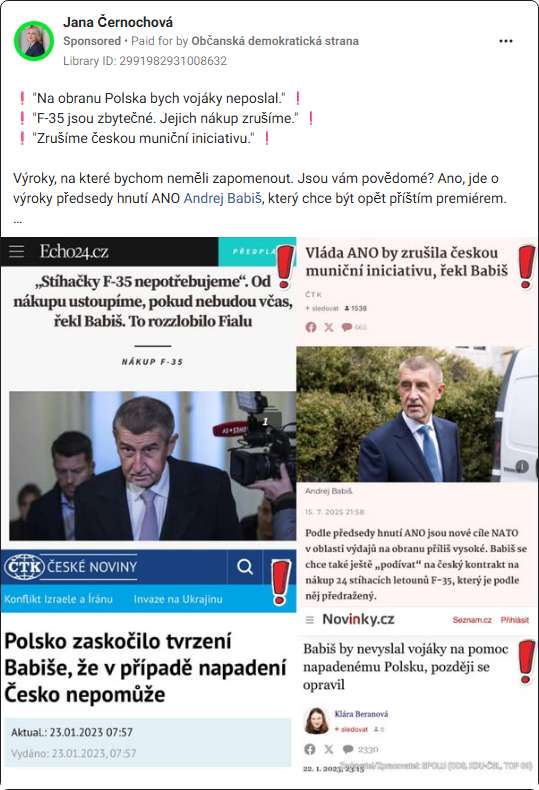 Jana Černochová
Sponsored • Paid for by Občanská demokratická strana
Library ID: 2991982931008632
❗ "Na obranu Polska bych vojáky neposlal." ❗
❗ "F-35 jsou zbytečné. Jejich nákup zrušíme." ❗
❗ "Zrušíme českou muniční iniciativu." ❗
Výroky, na které bychom neměli zapomenout. Jsou vám povědomé? Ano, jde o
výroky předsedy hnutí ANO Andrej Babiš, který chce být opět příštím premiérem.
...
Echo24.cz
PŘEDPLA
„Stíhačky F-35 nepotřebujeme“. Od
nákupu ustoupíme, pokud nebudou včas,
řekl Babiš. To rozzlobilo Fialu
NÁKUP F-35
1
Vláda ANO by zrušila českou
muniční iniciativu, řekl Babiš
ČTK
+ sledovat 1538
Andrej Babiš.
15. 7. 2025 21:58
Podle předsedy hnutí ANO jsou nové cíle NATO
v oblasti výdajů na obranu příliš vysoké. Babiš se
chce také ještě „podívat“ na český kontrakt na
nákup 24 stíhacích letounů F-35, který je podle
něj předražený.
ČTK ČESKÉ NOVINY
Konflikt Izraele a Íránu Invaze na Ukrajinu
Polsko zaskočilo tvrzení
Babiše, že v případě napadení
Česko nepomůže
Aktual.: 23.01.2023 07:57
Vydáno: 23.01.2023, 07:57
Novinky.cz
Seznam.cz Přihlásit
Babiš by nevyslal vojáky na pomoc
napadenému Polsku, později se
opravil
Klára Beranová
+ sledovat
2330
22. 1. 2023, 23:15
Zadavatel/Zpracovatel: SPOLU (ODS, KDU-ČSL, TOP 09)